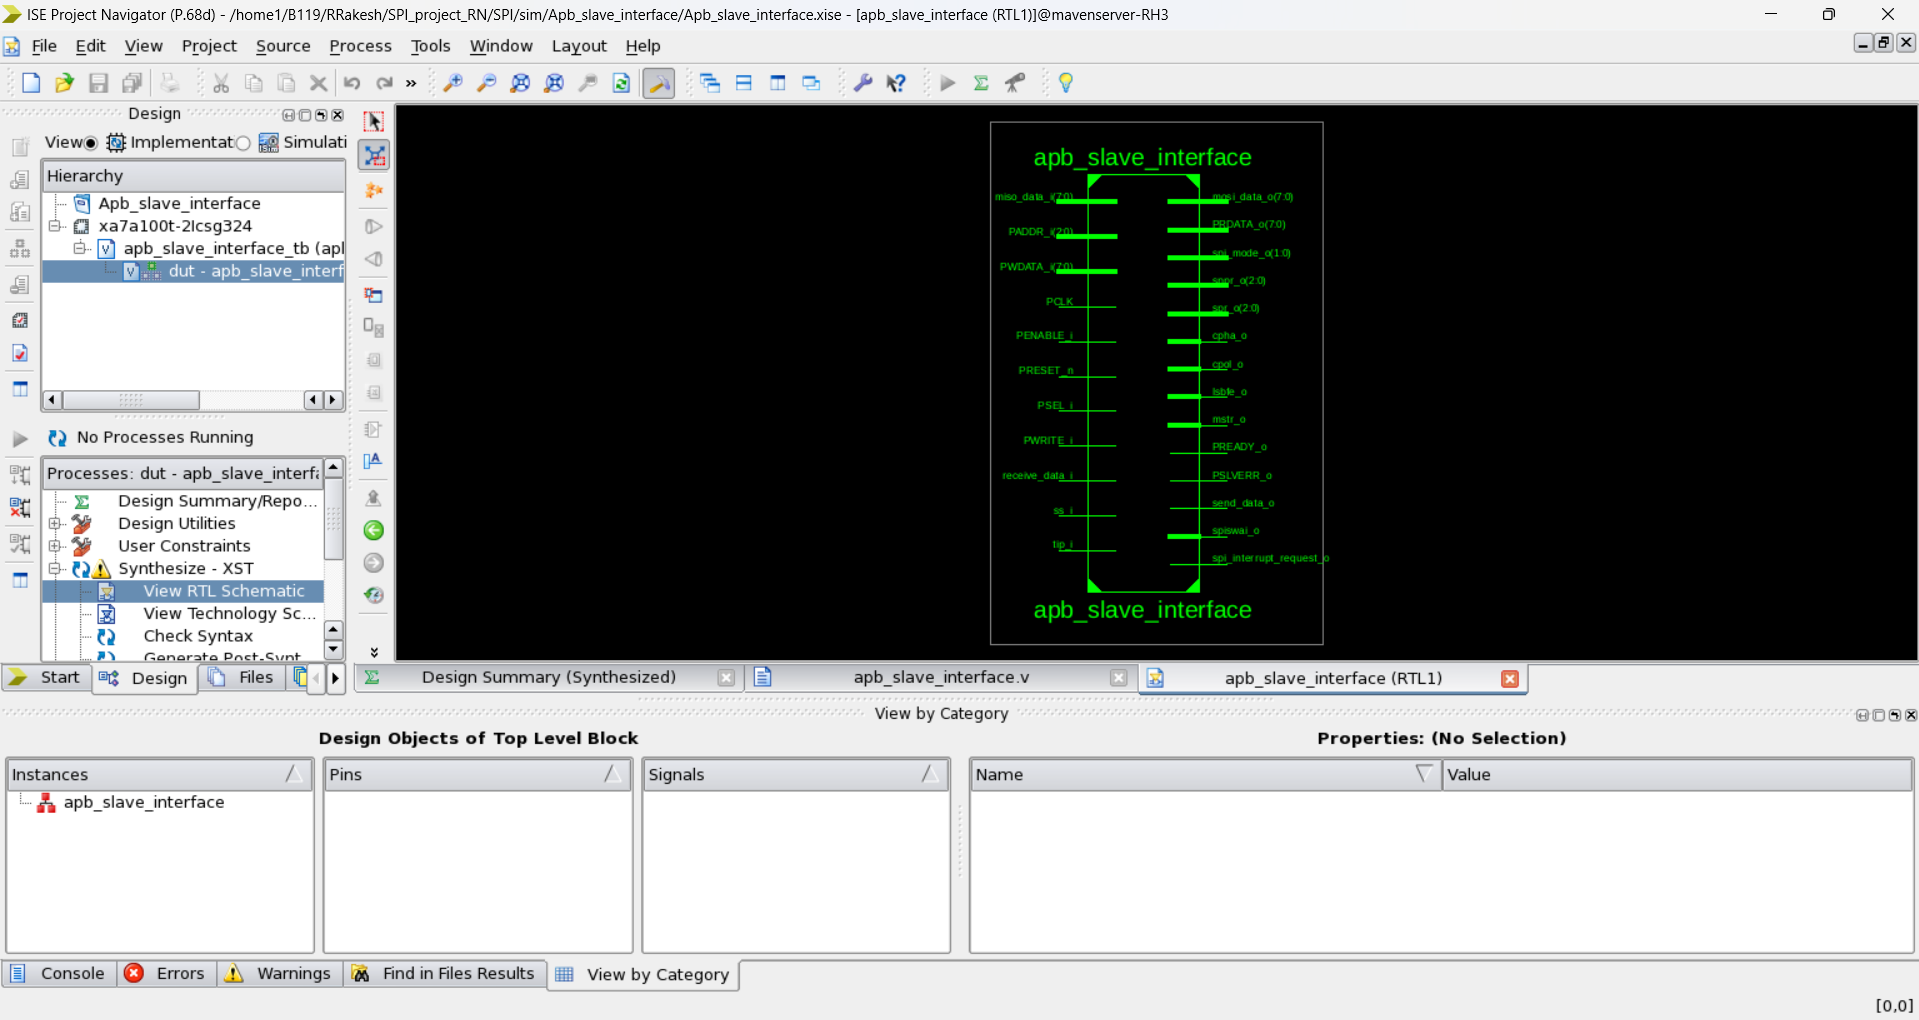 ISE Project Navigator (P.68d) - /home1/B119/RRakesh/SPI_project_RN/SPI/sim/Apb_slave_interface/Apb_slave_interface.xise - [apb_slave_interface (RTL1)]@mavenserver-RH3
File Edit View Project Source Process Tools Window Layout Help
Design
View Implementat Simulati
Hierarchy
Apb_slave_interface
xa7a100t-2lcsg324
apb_slave_interface_tb (apl
dut - apb_slave_interf
No Processes Running
Processes: dut - apb_slave_interfa
Design Summary/Repo...
Design Utilities
User Constraints
Synthesize - XST
View RTL Schematic
View Technology Sc...
Check Syntax
Generate Post-Synt
Start Design Files
apb_slave_interface
miso_data_i(7:0)
PADDR_i(2:0)
PWDATA_i(7:0)
PCLK
PENABLE_i
PRESET_n
PSEL_i
PWRITE_i
receive_data_i
ss_i
tip_i
mosi_data_o(7:0)
PRDATA_o(7:0)
spi_mode_o(1:0)
sppr_o(2:0)
spr_o(2:0)
cpha_o
cpol_o
lsbfe_o
mstr_o
PREADY_o
PSLVERR_o
send_data_o
spiswai_o
spi_interrupt_request_o
apb_slave_interface
Design Summary (Synthesized) apb_slave_interface.v apb_slave_interface (RTL1)
View by Category
Design Objects of Top Level Block Properties: (No Selection)
Instances Pins Signals Name Value
apb_slave_interface
Console Errors Warnings Find in Files Results View by Category
[0,0]